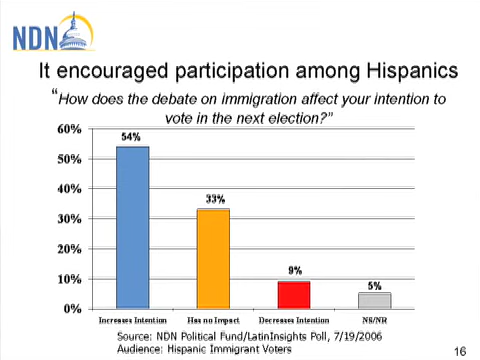 NDN
It encouraged participation among Hispanics
“How does the debate on immigration affect your intention to
vote in the next election?”
60%
54%
50%
40%
33%
30%
20%
10%
9%
5%
0%
Increases Intention Has no Impact Decreases Intention NS/NR
Source: NDN Political Fund/LatinInsights Poll, 7/19/2006
Audience: Hispanic Immigrant Voters
16